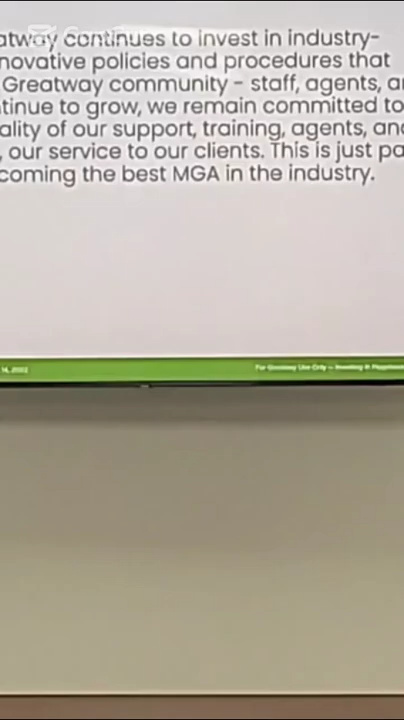 atway continues to invest in industry-
novative policies and procedures that
Greatway community - staff, agents, a
tinue to grow, we remain committed to
ality of our support, training, agents, and
, our service to our clients. This is just pa
coming the best MGA in the industry.
For Greatway Use Only - Investing in Happiness